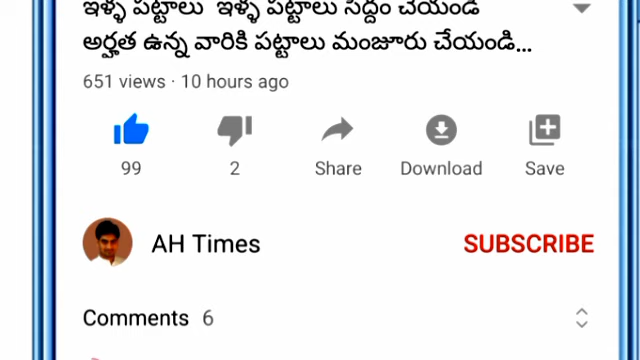 ఇళ్ళ పట్టాలు ఇళ్ళ పట్టాలు సిద్దం చేయండి
అర్హత ఉన్న వారికి పట్టాలు మంజూరు చేయండి...
651 views · 10 hours ago
99 2 Share Download Save
AH Times SUBSCRIBE
Comments 6